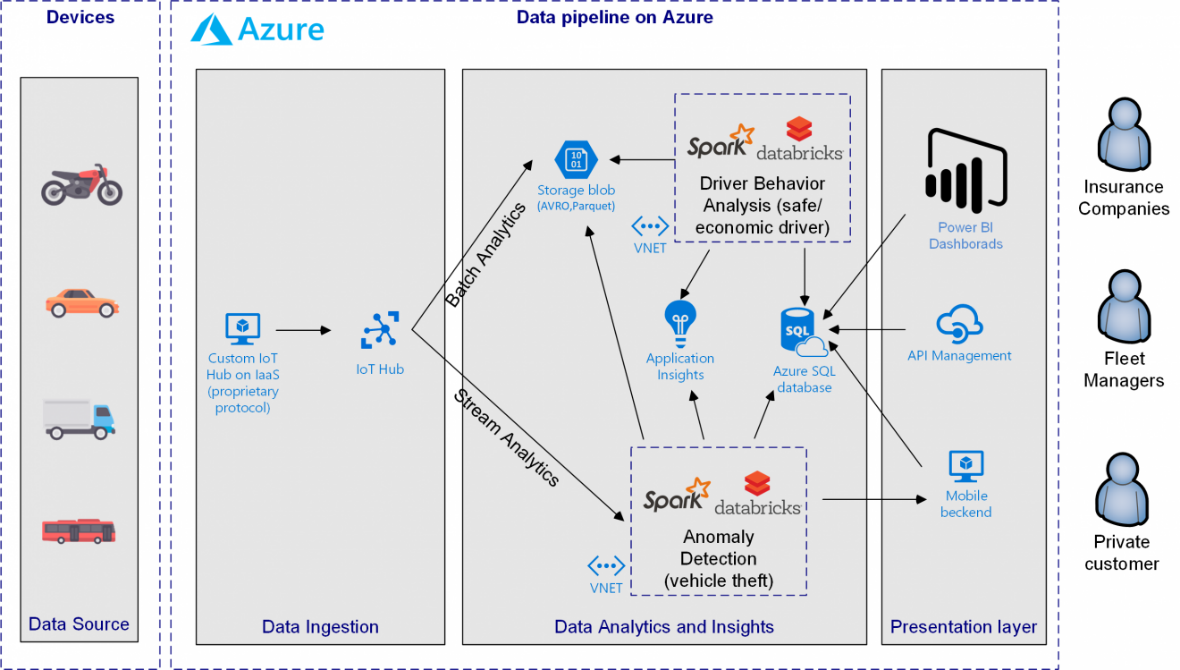 Devices
Data pipeline on Azure
Azure
Data Source
Custom IoT
Hub on IaaS
(proprietary
protocol)
IoT Hub
Data Ingestion
Batch Analytics
Stream Analytics
10
01
Storage blob
(AVRO,Parquet)
VNET
Spark
databricks
Driver Behavior
Analysis (safe/
economic driver)
Application
Insights
SQL
Azure SQL
database
VNET
Spark
databricks
Anomaly
Detection
(vehicle theft)
Data Analytics and Insights
Power BI
Dashborads
API Management
Mobile
beckend
Presentation layer
Insurance
Companies
Fleet
Managers
Private
customer